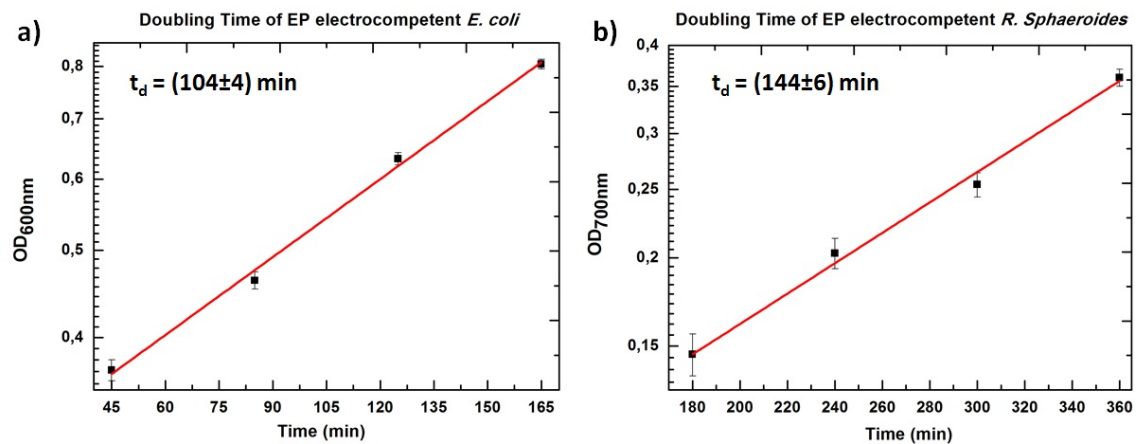 Doubling Time of EP electrocompetent E. coli
a)
t_d = (104±4) min
0,8
0,7
0,6
0,5
0,4
OD600nm
45 60 75 90 105 120 135 150 165
Time (min)
Doubling Time of EP electrocompetent R. Sphaeroides
b)
t_d = (144±6) min
0,4
0,35
0,3
0,25
0,2
0,15
OD700nm
180 200 220 240 260 280 300 320 340 360
Time (min)